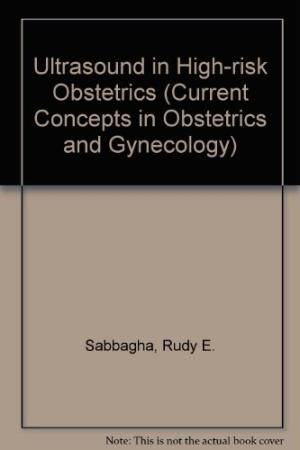 Ultrasound in High-risk
Obstetrics (Current
Concepts in Obstetrics
and Gynecology)
Sabbagha, Rudy E.
Note: This is not the actual book cover